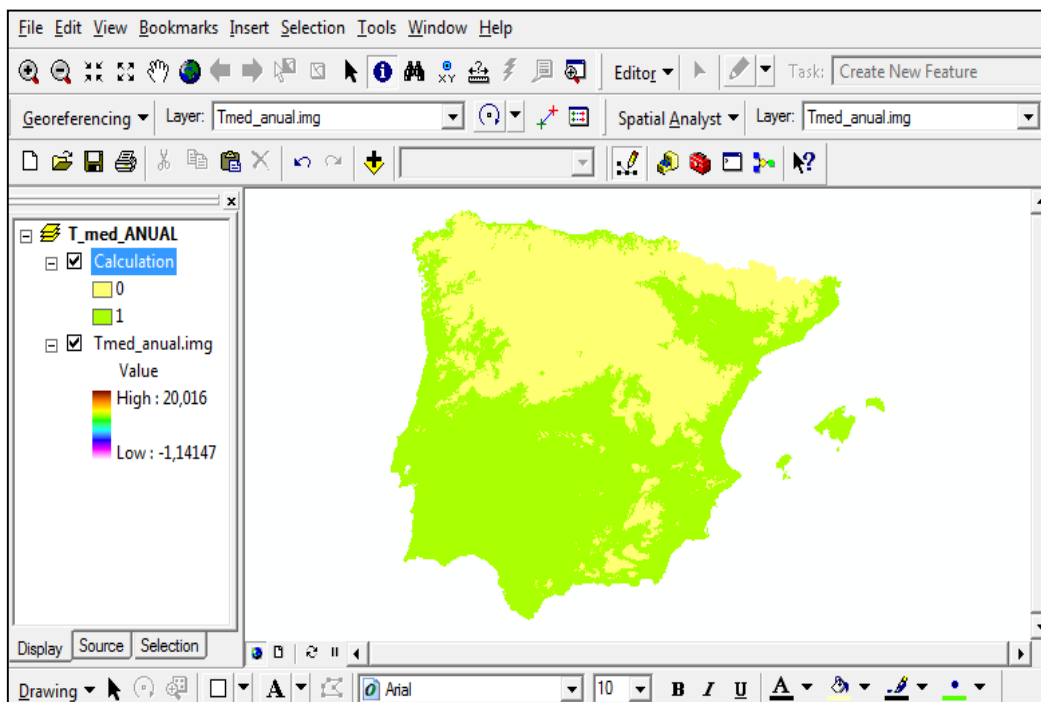 File Edit View Bookmarks Insert Selection Tools Window Help
XY Editor Task: Create New Feature
Georeferencing Layer: Tmed_anual.img Spatial Analyst Layer: Tmed_anual.img
T_med_ANUAL
Calculation
0
1
Tmed_anual.img
Value
High : 20,016
Low : -1,14147
Display Source Selection
Drawing A Arial 10 B I U A